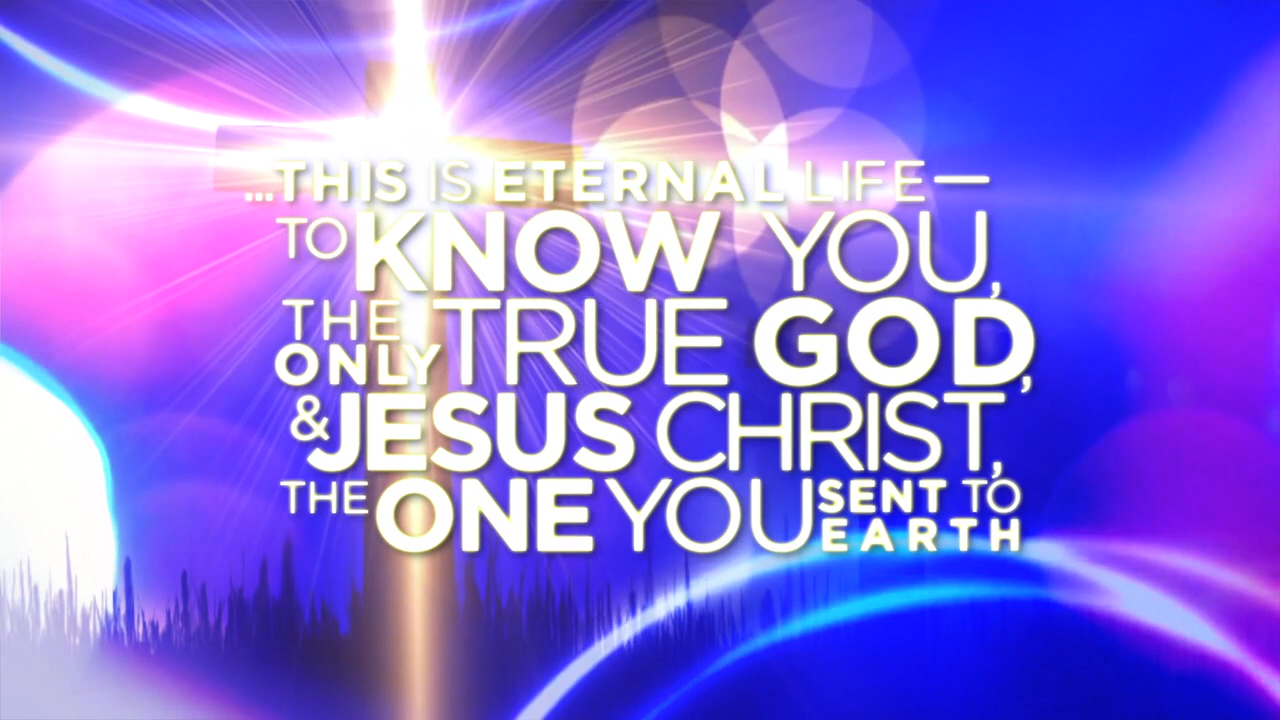 ...THIS IS ETERNAL LIFE—
TO KNOW YOU,
THE ONLY TRUE GOD,
& JESUS CHRIST,
THE ONE YOU SENT TO EARTH